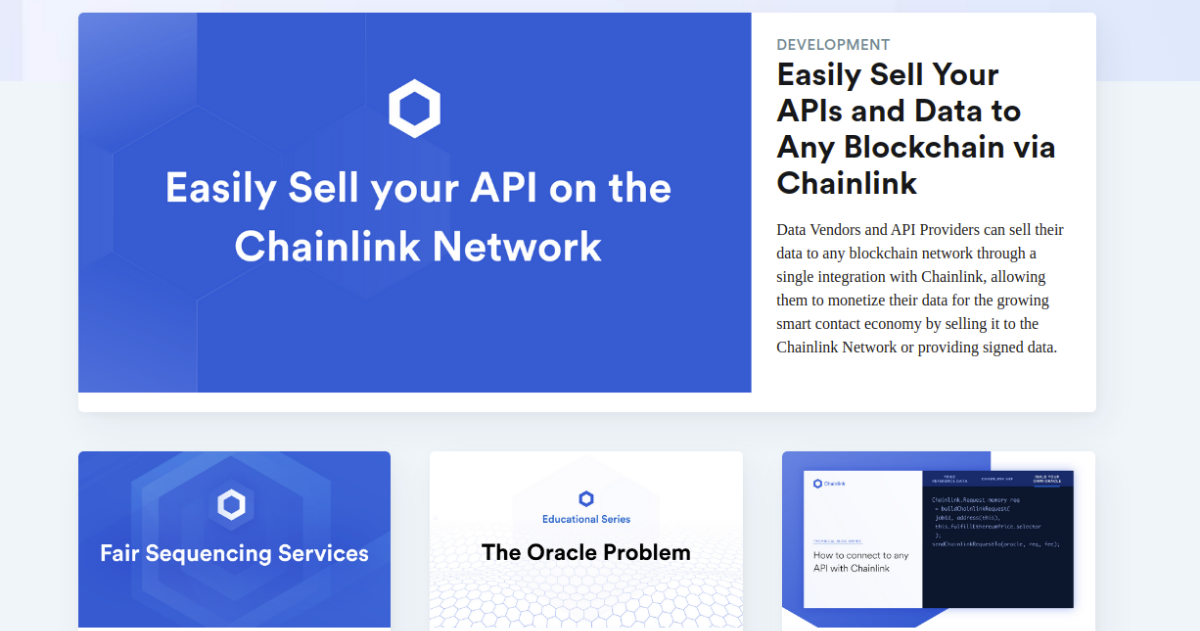 Easily Sell your API on the
Chainlink Network
DEVELOPMENT
Easily Sell Your
APIs and Data to
Any Blockchain via
Chainlink
Data Vendors and API Providers can sell their
data to any blockchain network through a
single integration with Chainlink, allowing
them to monetize their data for the growing
smart contact economy by selling it to the
Chainlink Network or providing signed data.
Fair Sequencing Services
Educational Series
The Oracle Problem
Chainlink
How to connect to any
API with Chainlink
BUILD YOUR
OWN ORACLE
Chainlink.Request memory req
= buildChainlinkRequest(
jobId, address(this),
this.fulfillEthereumPrice.selector
);
sendChainlinkRequestTo(oracle, req, fee);